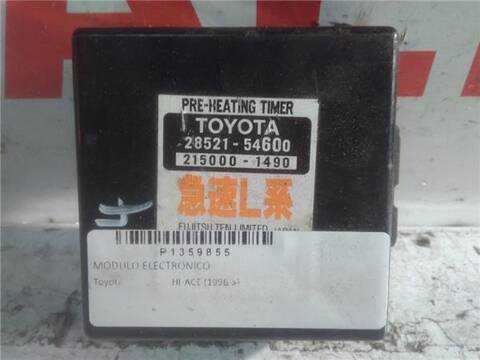 PRE-HEATING TIMER
TOYOTA
28521-54600
215000-1490
急速L系
FUJITSU TEN LIMITED JAPAN
P1359855
MODULO ELECTRONICO
Toyota HI-ACE (1996->)